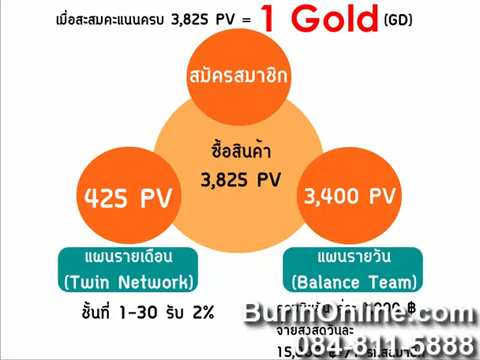 เมื่อสะสมคะแนนครบ 3,825 PV = 1 Gold (GD)
สมัครสมาชิก
ซื้อสินค้า
3,825 PV
425 PV
3,400 PV
แผนรายเดือน
(Twin Network)
แผนรายวัน
(Balance Team)
ชั้นที่ 1-30 รับ 2%
BurinOnline.com
จ่ายสูงสุดวันละ
084-811-5888